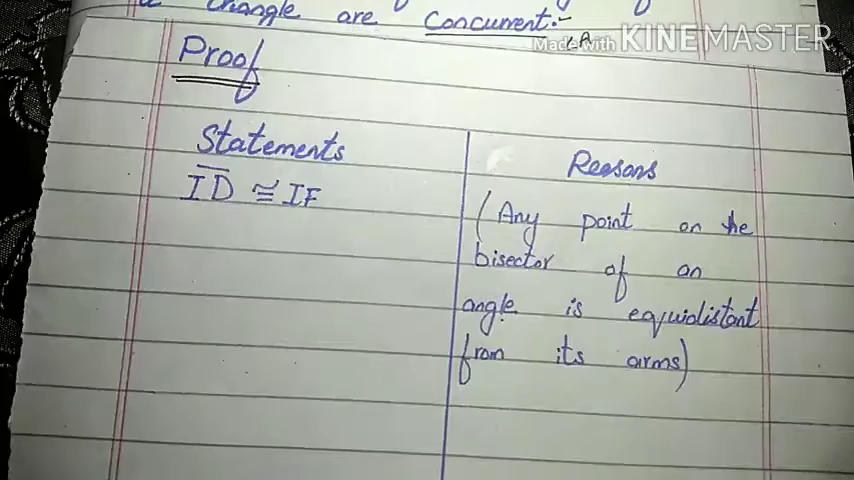 a triangle are Concurrent:-
Made with KINEMASTER
A
Proof
Statements
Reasons
ID ≅ IF
(Any point on the
bisector of an
angle is equidistant
from its arms)